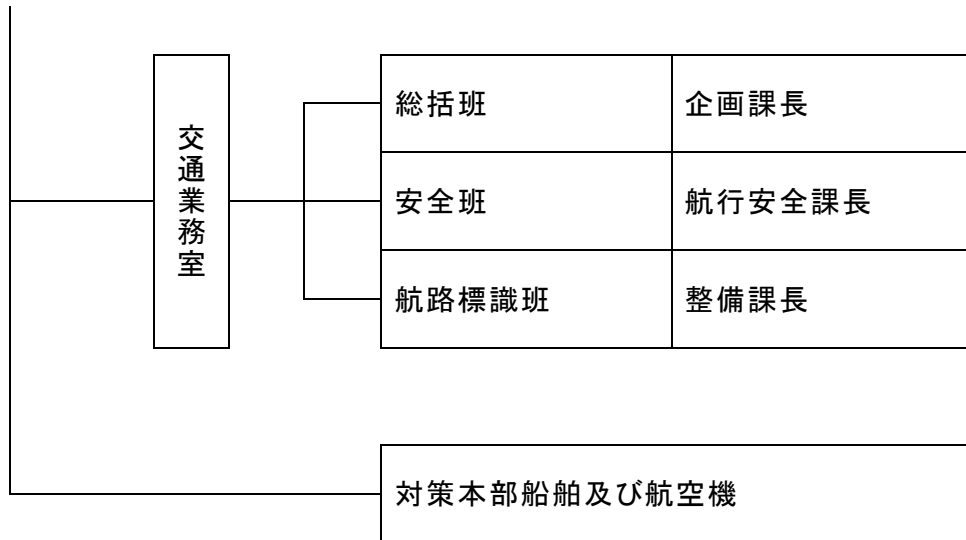 交通業務室
総括班
企画課長
安全班
航行安全課長
航路標識班
整備課長
対策本部船舶及び航空機